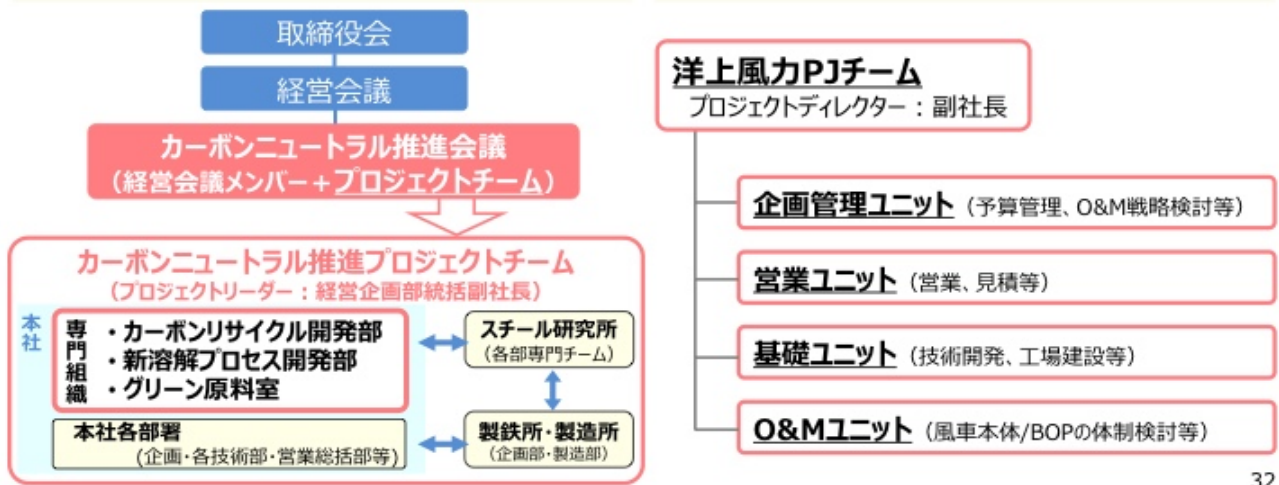 取締役会
経営会議
カーボンニュートラル推進会議
（経営会議メンバー＋プロジェクトチーム）
カーボンニュートラル推進プロジェクトチーム
（プロジェクトリーダー：経営企画部統括副社長）
本社
専門組織
・カーボンリサイクル開発部
・新溶解プロセス開発部
・グリーン原料室
スチール研究所
（各部専門チーム）
本社各部署
(企画・各技術部・営業総括部等)
製鉄所・製造所
（企画部・製造部）
洋上風力PJチーム
プロジェクトディレクター：副社長
企画管理ユニット（予算管理、O&M戦略検討等）
営業ユニット（営業、見積等）
基礎ユニット（技術開発、工場建設等）
O&Mユニット（風車本体/BOPの体制検討等）
32